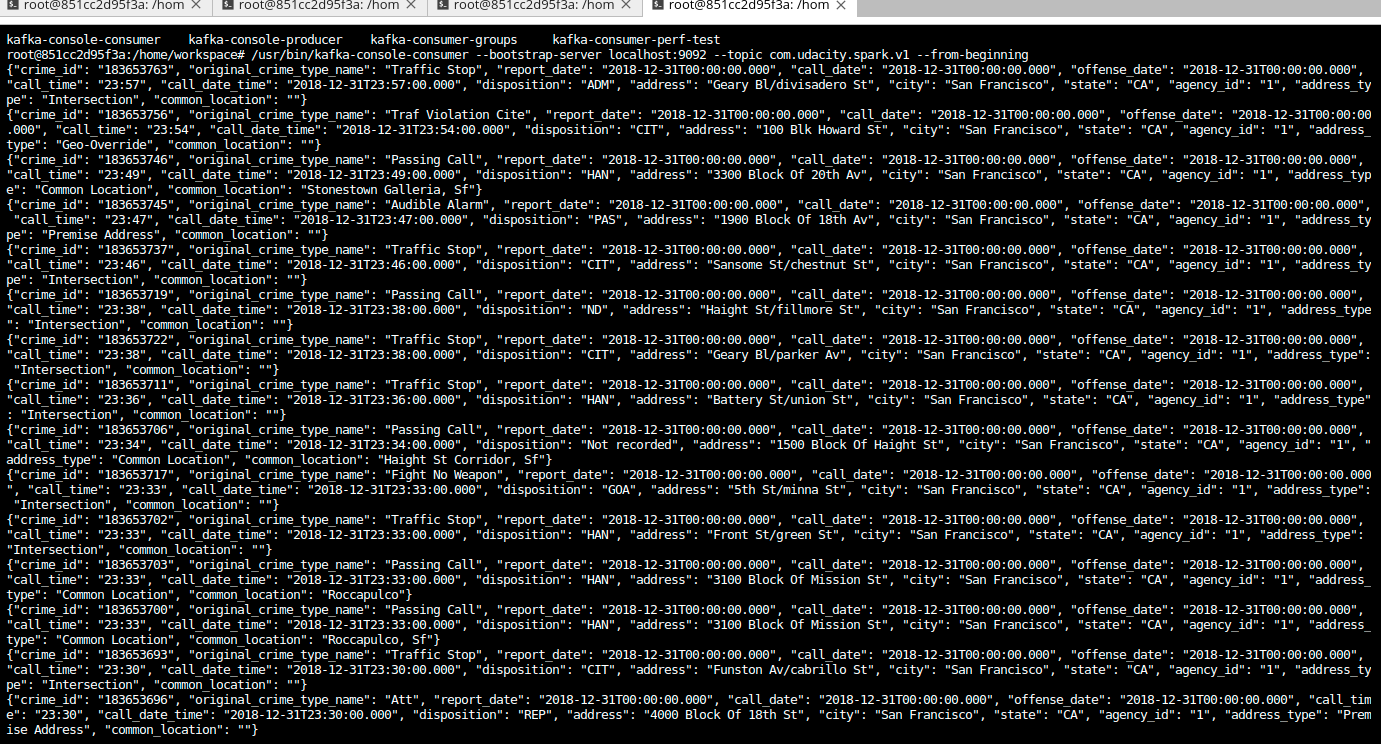 root@851cc2d95f3a: /hom × root@851cc2d95f3a: /hom × root@851cc2d95f3a: /hom × root@851cc2d95f3a: /hom ×
kafka-console-consumer kafka-console-producer kafka-consumer-groups kafka-consumer-perf-test
root@851cc2d95f3a:/home/workspace# /usr/bin/kafka-console-consumer --bootstrap-server localhost:9092 --topic com.udacity.spark.v1 --from-beginning
{"crime_id": "183653763", "original_crime_type_name": "Traffic Stop", "report_date": "2018-12-31T00:00:00.000", "call_date": "2018-12-31T00:00:00.000", "offense_date": "2018-12-31T00:00:00.000",
"call_time": "23:57", "call_date_time": "2018-12-31T23:57:00.000", "disposition": "ADM", "address": "Geary Bl/divisadero St", "city": "San Francisco", "state": "CA", "agency_id": "1", "address_ty
pe": "Intersection", "common_location": ""}
{"crime_id": "183653756", "original_crime_type_name": "Traf Violation Cite", "report_date": "2018-12-31T00:00:00.000", "call_date": "2018-12-31T00:00:00.000", "offense_date": "2018-12-31T00:00:00
.000", "call_time": "23:54", "call_date_time": "2018-12-31T23:54:00.000", "disposition": "CIT", "address": "100 Blk Howard St", "city": "San Francisco", "state": "CA", "agency_id": "1", "address_
type": "Geo-Override", "common_location": ""}
{"crime_id": "183653746", "original_crime_type_name": "Passing Call", "report_date": "2018-12-31T00:00:00.000", "call_date": "2018-12-31T00:00:00.000", "offense_date": "2018-12-31T00:00:00.000",
"call_time": "23:49", "call_date_time": "2018-12-31T23:49:00.000", "disposition": "HAN", "address": "3300 Block Of 20th Av", "city": "San Francisco", "state": "CA", "agency_id": "1", "address_typ
e": "Common Location", "common_location": "Stonestown Galleria, Sf"}
{"crime_id": "183653745", "original_crime_type_name": "Audible Alarm", "report_date": "2018-12-31T00:00:00.000", "call_date": "2018-12-31T00:00:00.000", "offense_date": "2018-12-31T00:00:00.000",
"call_time": "23:47", "call_date_time": "2018-12-31T23:47:00.000", "disposition": "PAS", "address": "1900 Block Of 18th Av", "city": "San Francisco", "state": "CA", "agency_id": "1", "address_ty
pe": "Premise Address", "common_location": ""}
{"crime_id": "183653737", "original_crime_type_name": "Traffic Stop", "report_date": "2018-12-31T00:00:00.000", "call_date": "2018-12-31T00:00:00.000", "offense_date": "2018-12-31T00:00:00.000",
"call_time": "23:46", "call_date_time": "2018-12-31T23:46:00.000", "disposition": "CIT", "address": "Sansome St/chestnut St", "city": "San Francisco", "state": "CA", "agency_id": "1", "address_ty
pe": "Intersection", "common_location": ""}
{"crime_id": "183653719", "original_crime_type_name": "Passing Call", "report_date": "2018-12-31T00:00:00.000", "call_date": "2018-12-31T00:00:00.000", "offense_date": "2018-12-31T00:00:00.000",
"call_time": "23:38", "call_date_time": "2018-12-31T23:38:00.000", "disposition": "ND", "address": "Haight St/fillmore St", "city": "San Francisco", "state": "CA", "agency_id": "1", "address_type
": "Intersection", "common_location": ""}
{"crime_id": "183653722", "original_crime_type_name": "Traffic Stop", "report_date": "2018-12-31T00:00:00.000", "call_date": "2018-12-31T00:00:00.000", "offense_date": "2018-12-31T00:00:00.000",
"call_time": "23:38", "call_date_time": "2018-12-31T23:38:00.000", "disposition": "CIT", "address": "Geary Bl/parker Av", "city": "San Francisco", "state": "CA", "agency_id": "1", "address_type":
"Intersection", "common_location": ""}
{"crime_id": "183653711", "original_crime_type_name": "Traffic Stop", "report_date": "2018-12-31T00:00:00.000", "call_date": "2018-12-31T00:00:00.000", "offense_date": "2018-12-31T00:00:00.000",
"call_time": "23:36", "call_date_time": "2018-12-31T23:36:00.000", "disposition": "HAN", "address": "Battery St/union St", "city": "San Francisco", "state": "CA", "agency_id": "1", "address_type"
: "Intersection", "common_location": ""}
{"crime_id": "183653706", "original_crime_type_name": "Passing Call", "report_date": "2018-12-31T00:00:00.000", "call_date": "2018-12-31T00:00:00.000", "offense_date": "2018-12-31T00:00:00.000",
"call_time": "23:34", "call_date_time": "2018-12-31T23:34:00.000", "disposition": "Not recorded", "address": "1500 Block Of Haight St", "city": "San Francisco", "state": "CA", "agency_id": "1", "
address_type": "Common Location", "common_location": "Haight St Corridor, Sf"}
{"crime_id": "183653717", "original_crime_type_name": "Fight No Weapon", "report_date": "2018-12-31T00:00:00.000", "call_date": "2018-12-31T00:00:00.000", "offense_date": "2018-12-31T00:00:00.000
", "call_time": "23:33", "call_date_time": "2018-12-31T23:33:00.000", "disposition": "GOA", "address": "5th St/minna St", "city": "San Francisco", "state": "CA", "agency_id": "1", "address_type":
"Intersection", "common_location": ""}
{"crime_id": "183653702", "original_crime_type_name": "Traffic Stop", "report_date": "2018-12-31T00:00:00.000", "call_date": "2018-12-31T00:00:00.000", "offense_date": "2018-12-31T00:00:00.000",
"call_time": "23:33", "call_date_time": "2018-12-31T23:33:00.000", "disposition": "HAN", "address": "Front St/green St", "city": "San Francisco", "state": "CA", "agency_id": "1", "address_type":
"Intersection", "common_location": ""}
{"crime_id": "183653703", "original_crime_type_name": "Passing Call", "report_date": "2018-12-31T00:00:00.000", "call_date": "2018-12-31T00:00:00.000", "offense_date": "2018-12-31T00:00:00.000",
"call_time": "23:33", "call_date_time": "2018-12-31T23:33:00.000", "disposition": "HAN", "address": "3100 Block Of Mission St", "city": "San Francisco", "state": "CA", "agency_id": "1", "address_
type": "Common Location", "common_location": "Roccapulco"}
{"crime_id": "183653700", "original_crime_type_name": "Passing Call", "report_date": "2018-12-31T00:00:00.000", "call_date": "2018-12-31T00:00:00.000", "offense_date": "2018-12-31T00:00:00.000",
"call_time": "23:33", "call_date_time": "2018-12-31T23:33:00.000", "disposition": "HAN", "address": "3100 Block Of Mission St", "city": "San Francisco", "state": "CA", "agency_id": "1", "address_
type": "Common Location", "common_location": "Roccapulco, Sf"}
{"crime_id": "183653693", "original_crime_type_name": "Traffic Stop", "report_date": "2018-12-31T00:00:00.000", "call_date": "2018-12-31T00:00:00.000", "offense_date": "2018-12-31T00:00:00.000",
"call_time": "23:30", "call_date_time": "2018-12-31T23:30:00.000", "disposition": "CIT", "address": "Funston Av/cabrillo St", "city": "San Francisco", "state": "CA", "agency_id": "1", "address_ty
pe": "Intersection", "common_location": ""}
{"crime_id": "183653696", "original_crime_type_name": "Att", "report_date": "2018-12-31T00:00:00.000", "call_date": "2018-12-31T00:00:00.000", "offense_date": "2018-12-31T00:00:00.000", "call_tim
e": "23:30", "call_date_time": "2018-12-31T23:30:00.000", "disposition": "REP", "address": "4000 Block Of 18th St", "city": "San Francisco", "state": "CA", "agency_id": "1", "address_type": "Prem
ise Address", "common_location": ""}